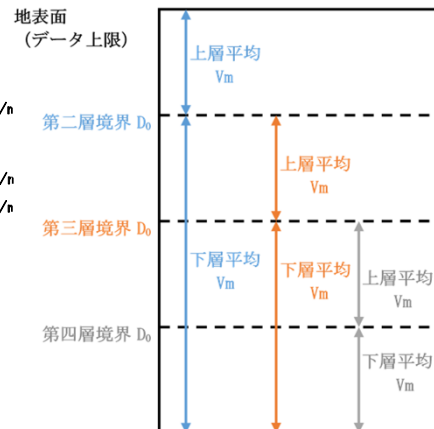 地表面
（データ上限）
上層平均
Vm
/n
第二層境界 D₀
上層平均
Vm
/n
/n
第三層境界 D₀
下層平均
Vm
下層平均
Vm
上層平均
Vm
第四層境界 D₀
下層平均
Vm